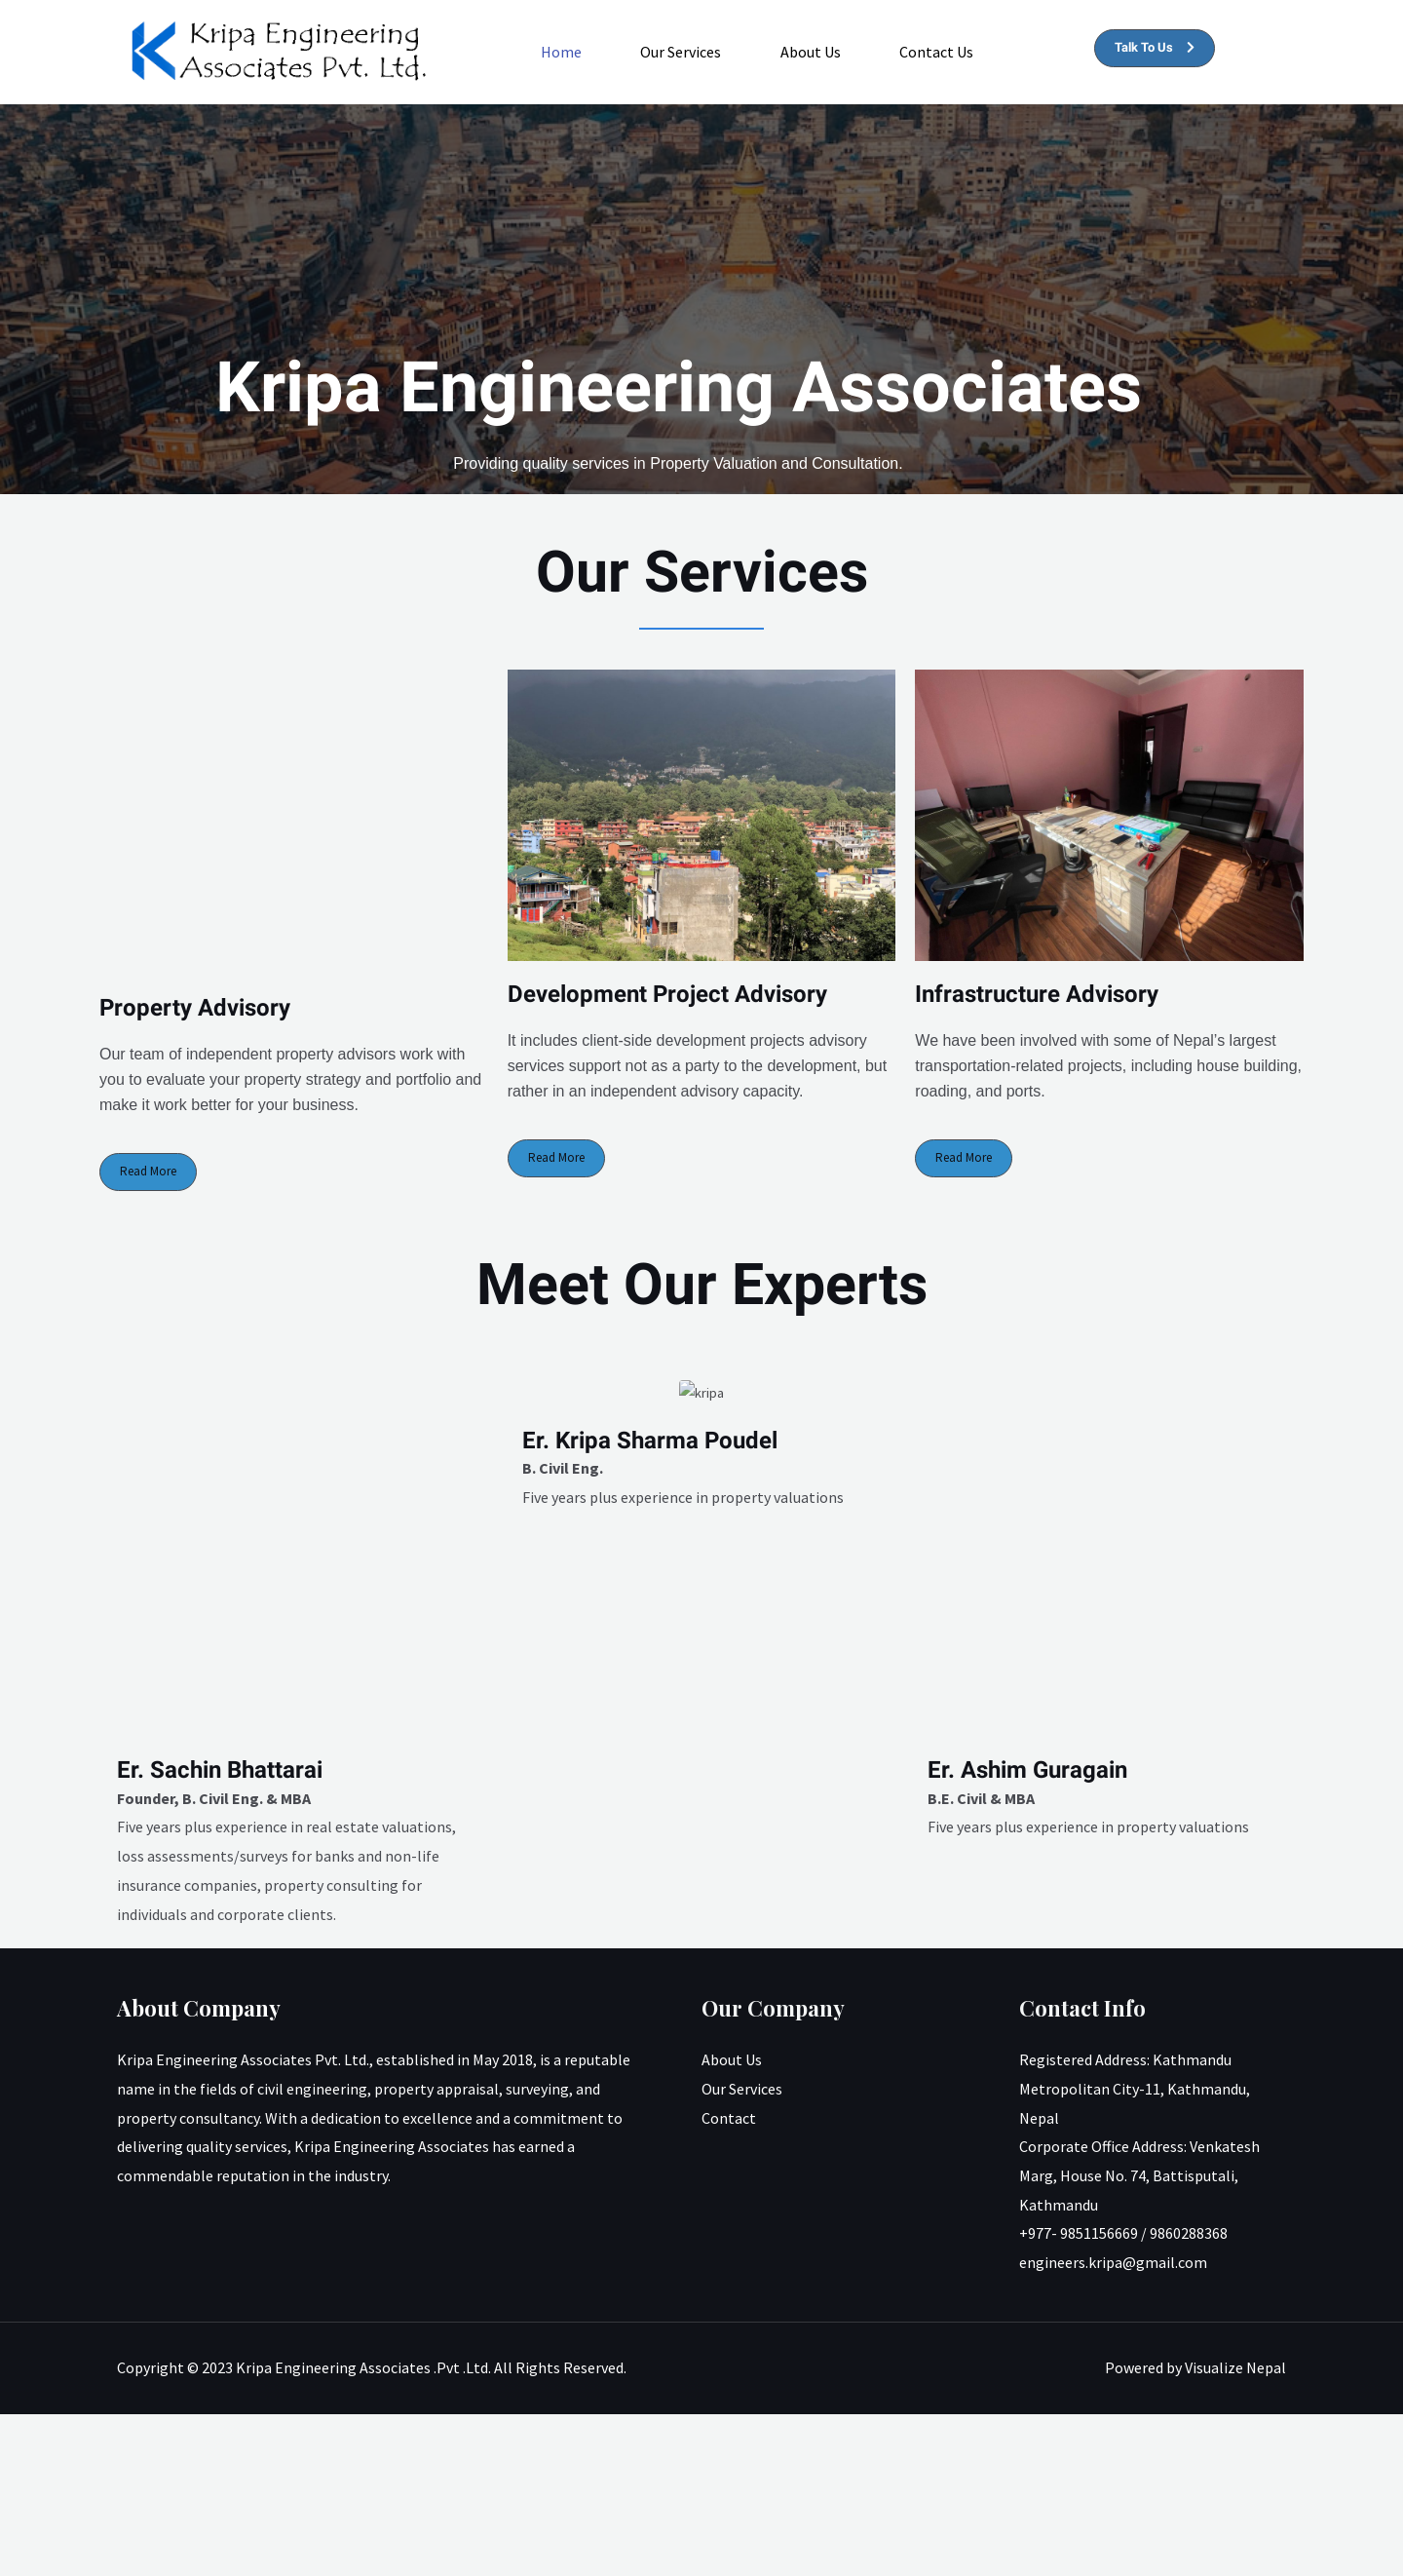 Kripa Engineering
Associates Pvt. Ltd.
Home
Our Services
About Us
Contact Us
Talk To Us
Kripa Engineering Associates
Providing quality services in Property Valuation and Consultation.
Our Services
Property Advisory
Our team of independent property advisors work with
you to evaluate your property strategy and portfolio and
make it work better for your business.
Read More
Development Project Advisory
It includes client-side development projects advisory
services support not as a party to the development, but
rather in an independent advisory capacity.
Read More
Infrastructure Advisory
We have been involved with some of Nepal’s largest
transportation-related projects, including house building,
roading, and ports.
Read More
Meet Our Experts
kripa
Er. Kripa Sharma Poudel
B. Civil Eng.
Five years plus experience in property valuations
Er. Sachin Bhattarai
Founder, B. Civil Eng. & MBA
Five years plus experience in real estate valuations,
loss assessments/surveys for banks and non-life
insurance companies, property consulting for
individuals and corporate clients.
Er. Ashim Guragain
B.E. Civil & MBA
Five years plus experience in property valuations
About Company
Kripa Engineering Associates Pvt. Ltd., established in May 2018, is a reputable
name in the fields of civil engineering, property appraisal, surveying, and
property consultancy. With a dedication to excellence and a commitment to
delivering quality services, Kripa Engineering Associates has earned a
commendable reputation in the industry.
Our Company
About Us
Our Services
Contact
Contact Info
Registered Address: Kathmandu
Metropolitan City-11, Kathmandu,
Nepal
Corporate Office Address: Venkatesh
Marg, House No. 74, Battisputali,
Kathmandu
+977- 9851156669 / 9860288368
engineers.kripa@gmail.com
Copyright © 2023 Kripa Engineering Associates .Pvt .Ltd. All Rights Reserved.
Powered by Visualize Nepal